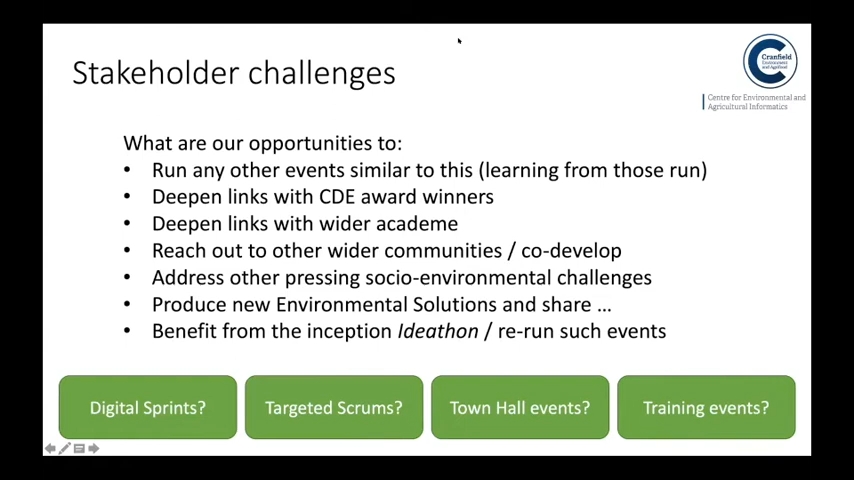 Stakeholder challenges
Cranfield
Environment
and Agrifood
Centre for Environmental and
Agricultural Informatics
What are our opportunities to:
• Run any other events similar to this (learning from those run)
• Deepen links with CDE award winners
• Deepen links with wider academe
• Reach out to other wider communities / co-develop
• Address other pressing socio-environmental challenges
• Produce new Environmental Solutions and share ...
• Benefit from the inception Ideathon / re-run such events
Digital Sprints?
Targeted Scrums?
Town Hall events?
Training events?